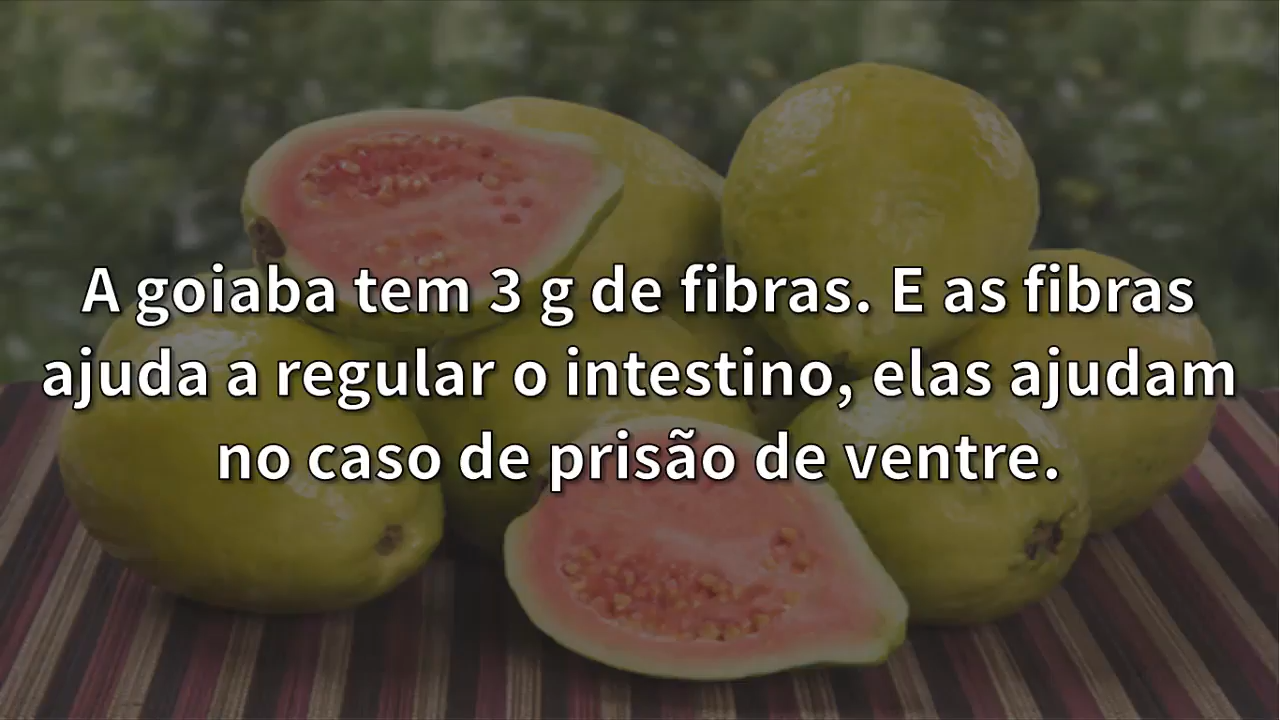 A goiaba tem 3 g de fibras. E as fibras
ajuda a regular o intestino, elas ajudam
no caso de prisão de ventre.